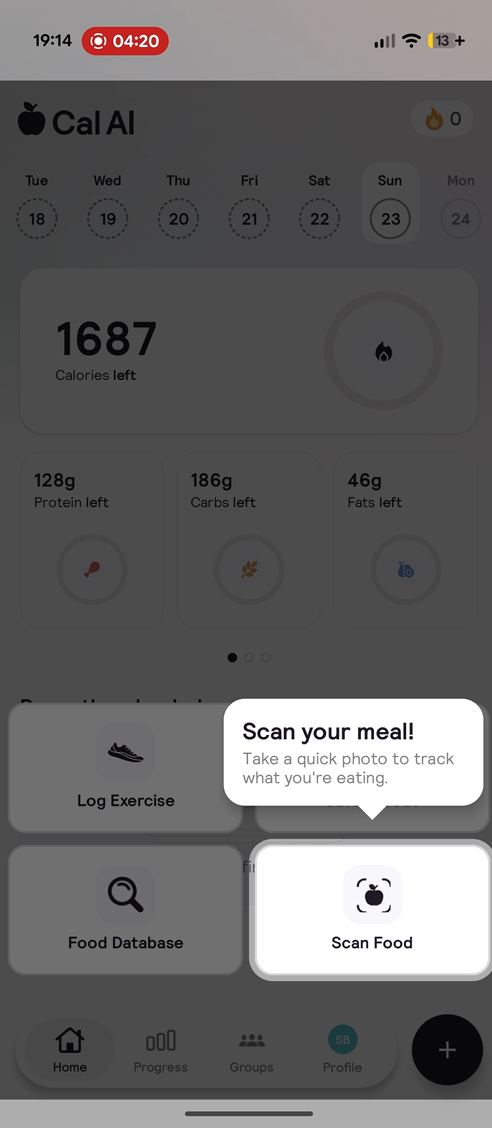 19:14 04:20 13+
Cal AI 0
Tue Wed Thu Fri Sat Sun Mon
18 19 20 21 22 23 24
1687
Calories left
128g 186g 46g
Protein left Carbs left Fats left
Scan your meal!
Take a quick photo to track
what you're eating.
Log Exercise
Food Database Scan Food
Home Progress Groups Profile
SB
+